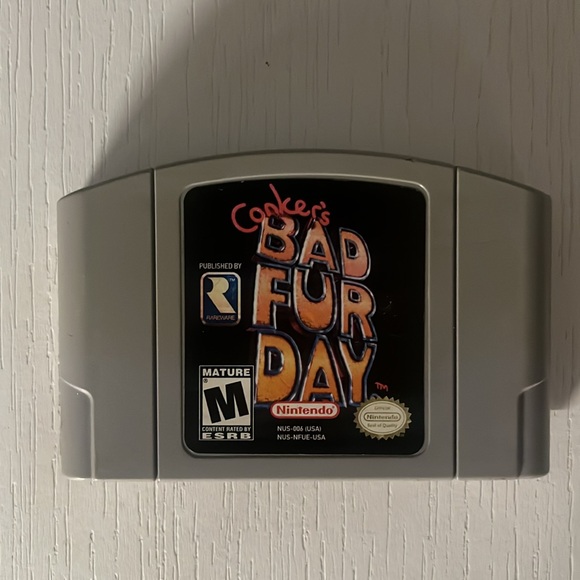 Conker's
BAD
FUR
DAY
TM
PUBLISHED BY
R
RAREWARE
MATURE
M
CONTENT RATED BY
ESRB
Nintendo
NUS-006 (USA)
NUS-NFUE-USA
Official
Nintendo
Seal of Quality